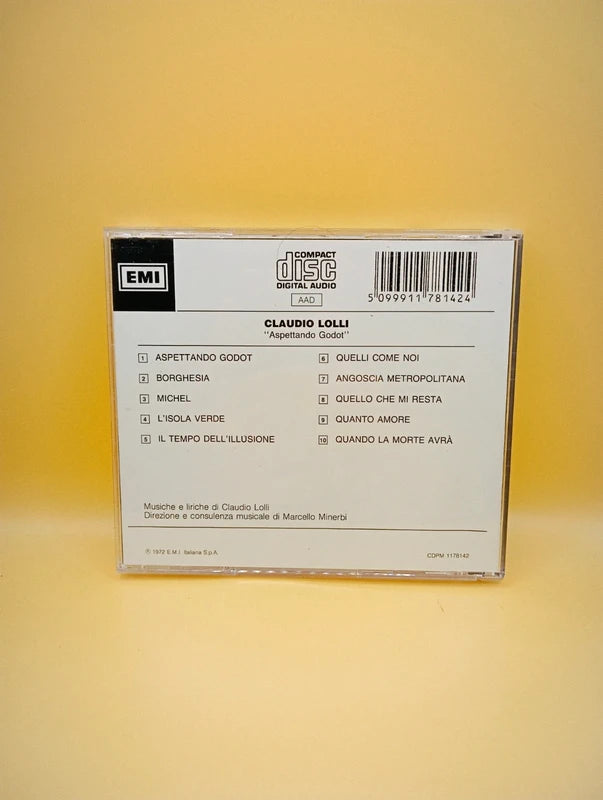 EMI
COMPACT
disc
DIGITAL AUDIO
AAD
5 099911 781424
CLAUDIO LOLLI
"Aspettando Godot"
1 ASPETTANDO GODOT
2 BORGHESIA
3 MICHEL
4 L'ISOLA VERDE
5 IL TEMPO DELL'ILLUSIONE
6 QUELLI COME NOI
7 ANGOSCIA METROPOLITANA
8 QUELLO CHE MI RESTA
9 QUANTO AMORE
10 QUANDO LA MORTE AVRÀ
Musiche e liriche di Claudio Lolli
Direzione e consulenza musicale di Marcello Minerbi
℗ 1972 E.M.I. Italiana S.p.A.
CDPM 1178142